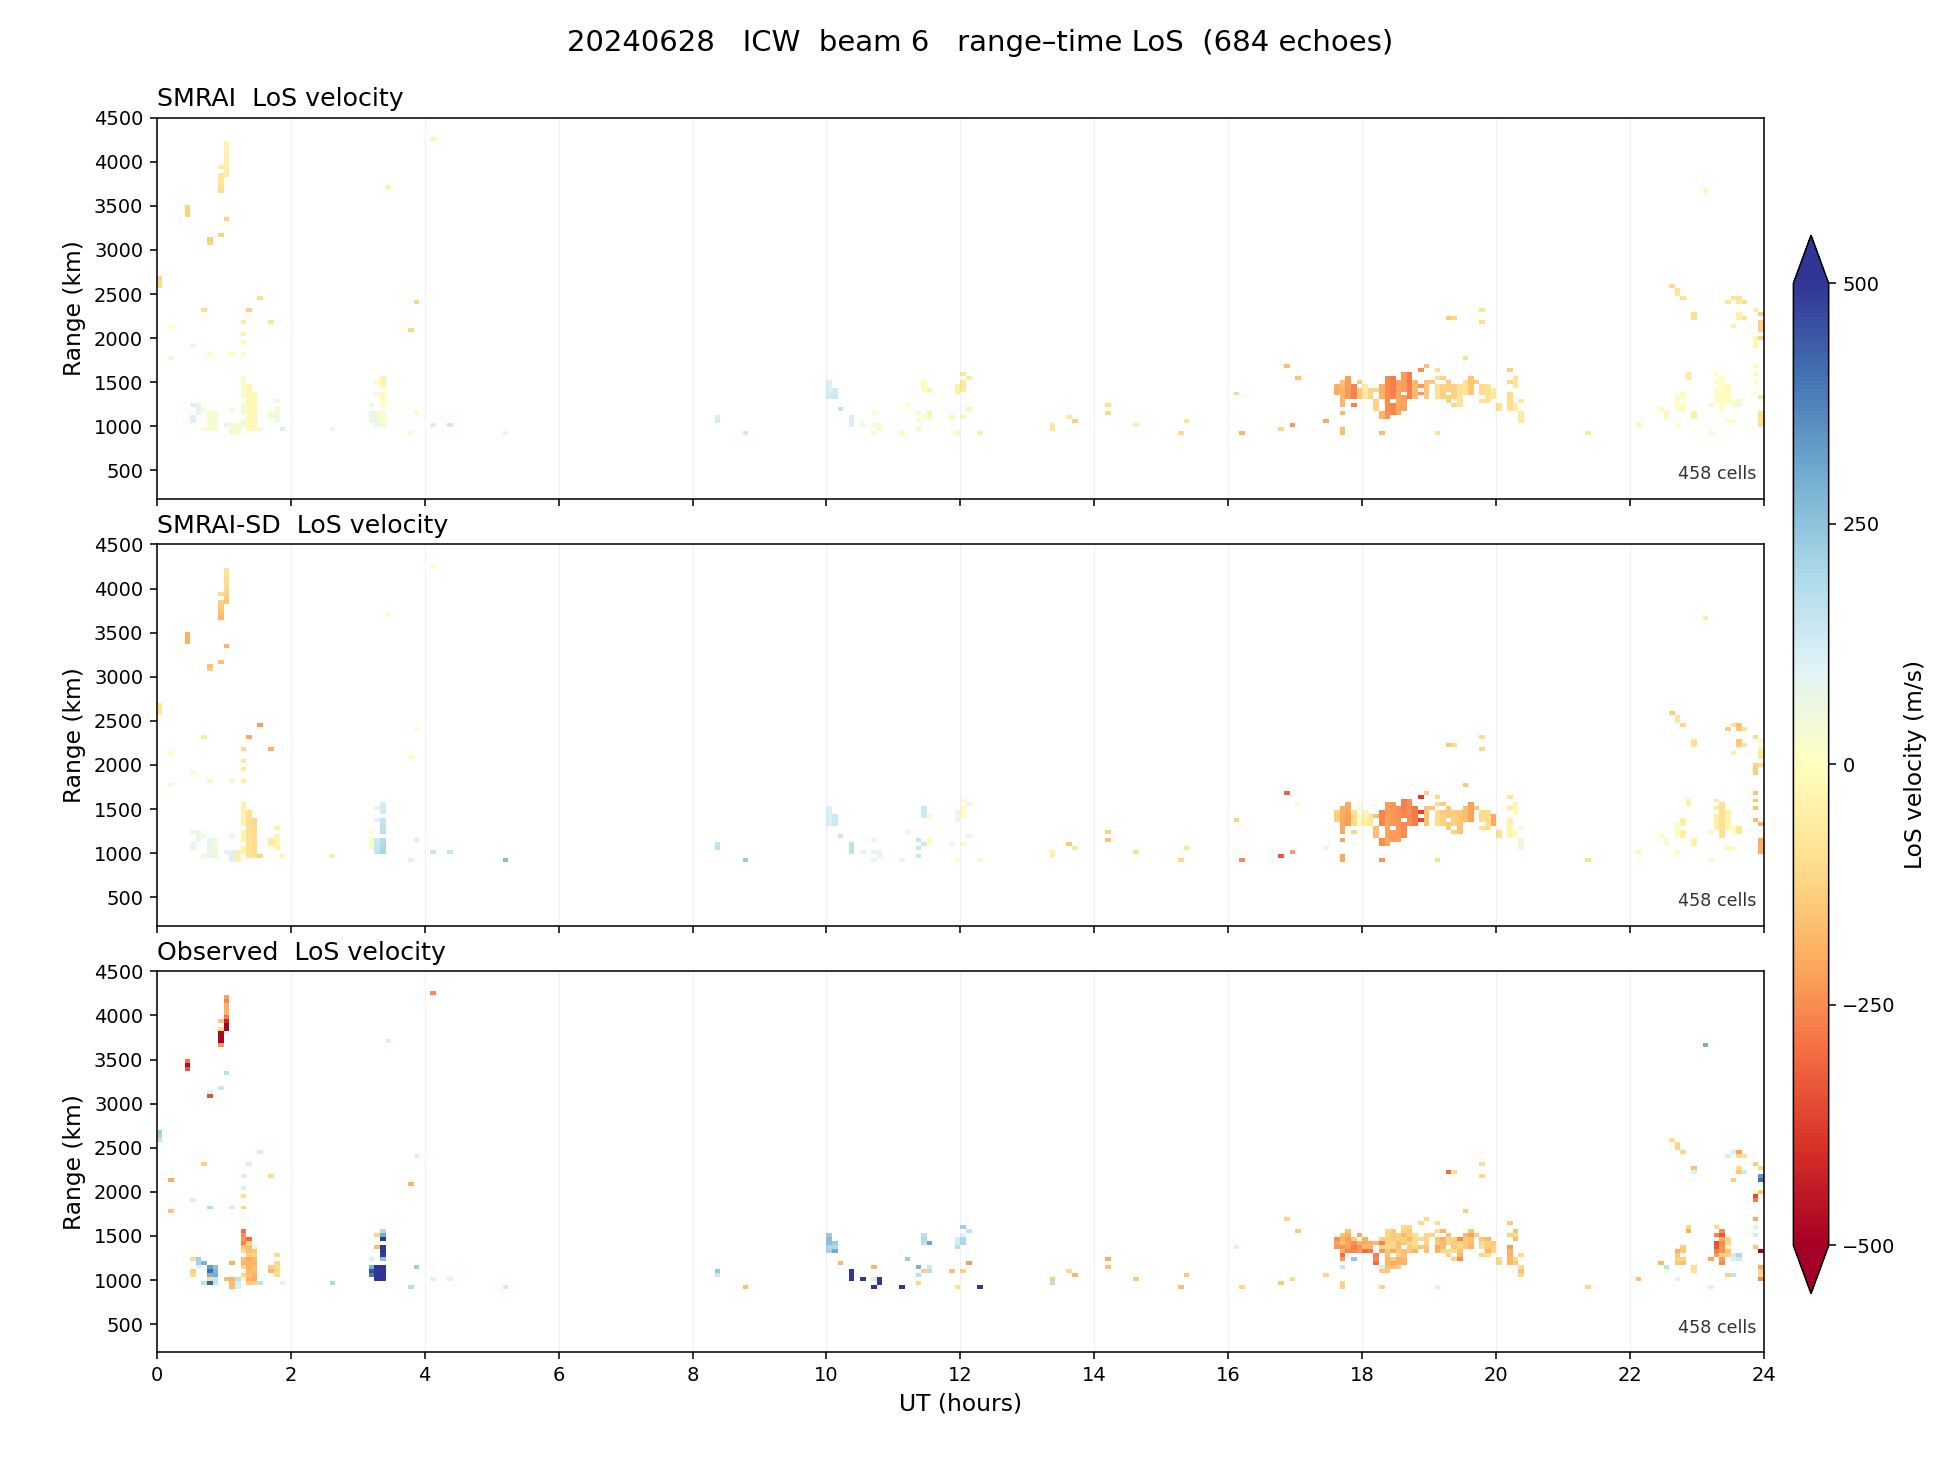 20240628   ICW  beam 6   range–time LoS  (684 echoes)
SMRAI  LoS velocity
4500
4000
3500
3000
2500
2000
1500
1000
500
Range (km)
458 cells
SMRAI-SD  LoS velocity
4500
4000
3500
3000
2500
2000
1500
1000
500
Range (km)
458 cells
Observed  LoS velocity
4500
4000
3500
3000
2500
2000
1500
1000
500
Range (km)
458 cells
0 2 4 6 8 10 12 14 16 18 20 22 24
UT (hours)
500
250
0
−250
−500
LoS velocity (m/s)